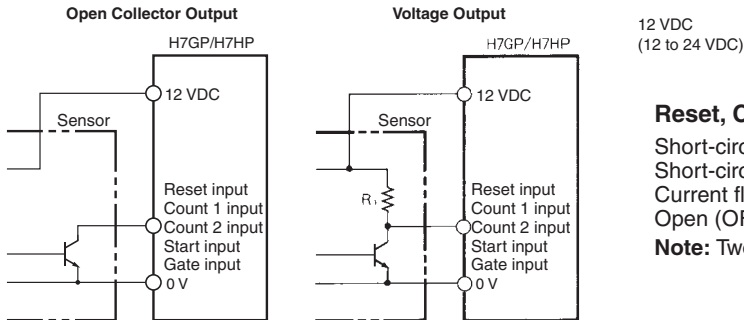 Open Collector Output
H7GP/H7HP
12 VDC
Sensor
Reset input
Count 1 input
Count 2 input
Start input
Gate input
0 V
Voltage Output
H7GP/H7HP
12 VDC
Sensor
R₁
Reset input
Count 1 input
Count 2 input
Start input
Gate input
0 V
12 VDC
(12 to 24 VDC)
Reset,
Short-circ
Short-circ
Current fl
Open (OF
Note: Two